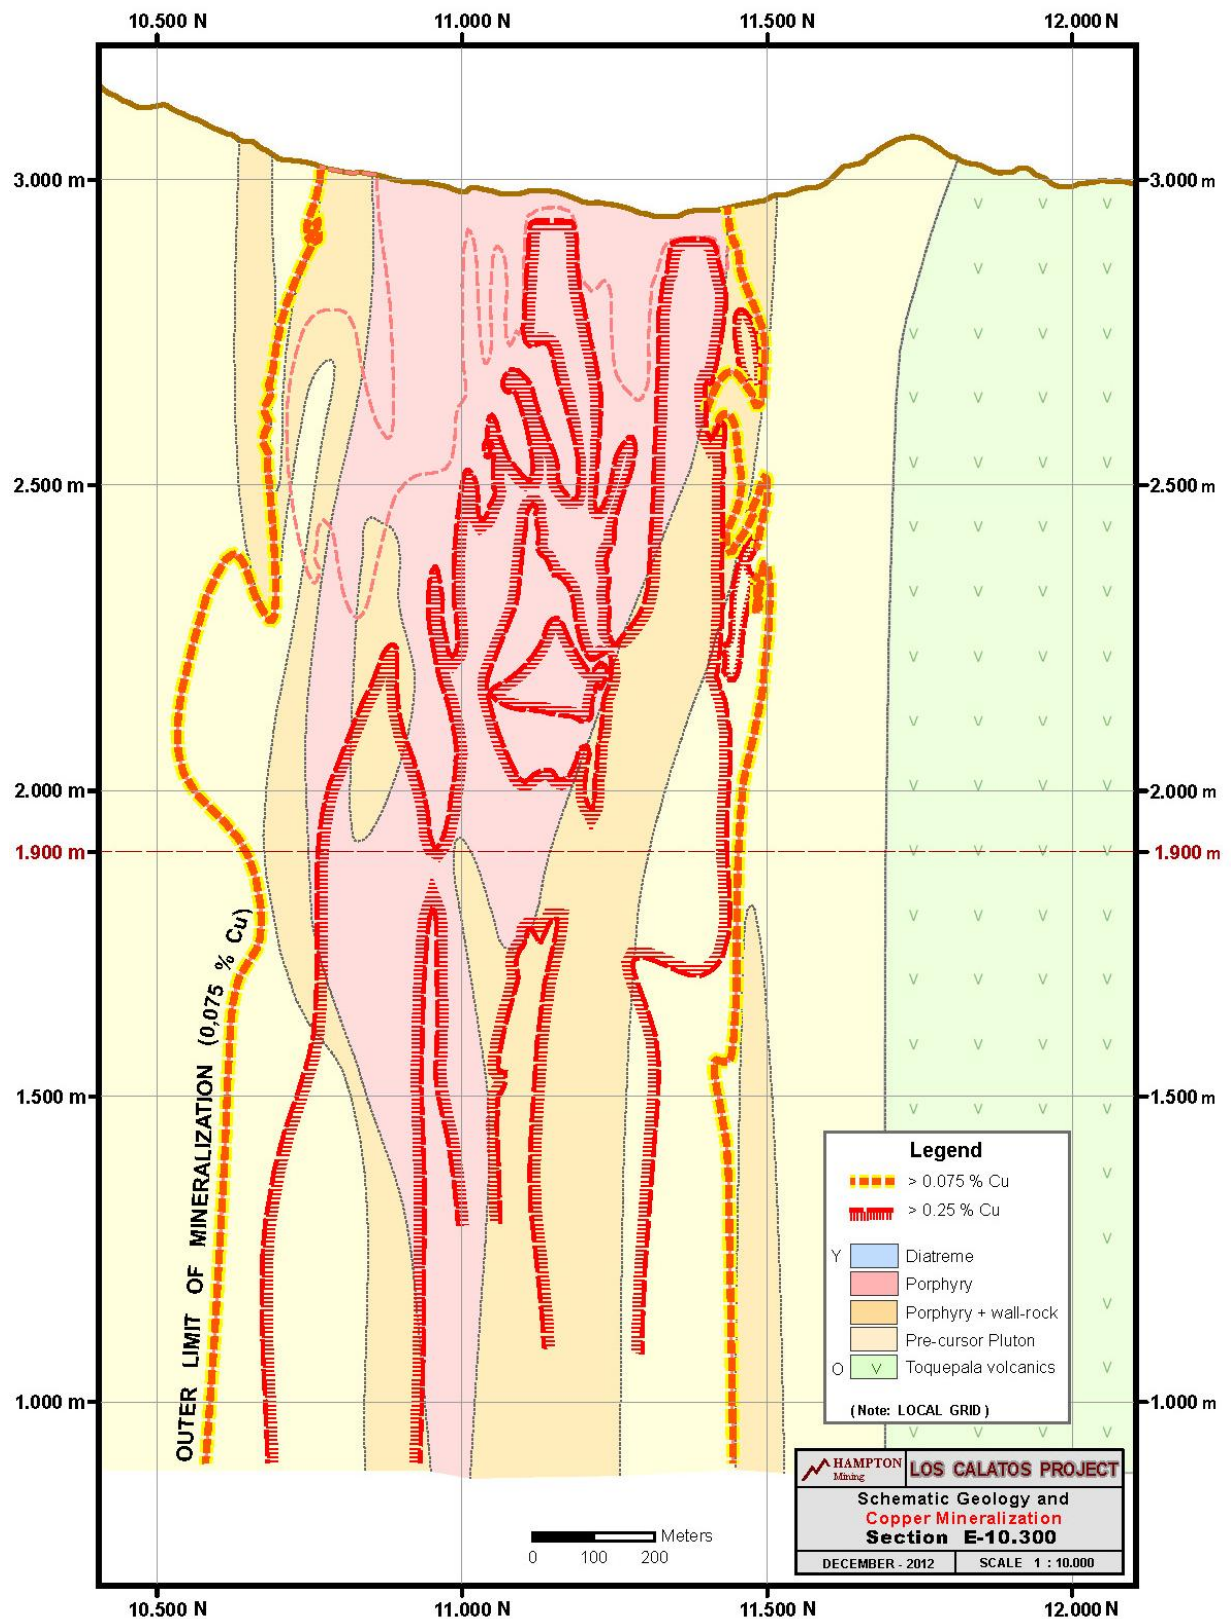 10.500 N 11.000 N 11.500 N 12.000 N
3.000 m 3.000 m
2.500 m 2.500 m
2.000 m 2.000 m
1.900 m 1.900 m
OUTER LIMIT OF MINERALIZATION (0,075 % Cu)
1.500 m 1.500 m
Legend
> 0.075 % Cu
> 0.25 % Cu
Y Diatreme
Porphyry
Porphyry + wall-rock
Pre-cursor Pluton
O v Toquepala volcanics
(Note: LOCAL GRID)
1.000 m 1.000 m
HAMPTON
Mining
LOS CALATOS PROJECT
Schematic Geology and
Copper Mineralization
Section E-10.300
DECEMBER - 2012 SCALE 1 : 10.000
Meters
0 100 200
10.500 N 11.000 N 11.500 N 12.000 N